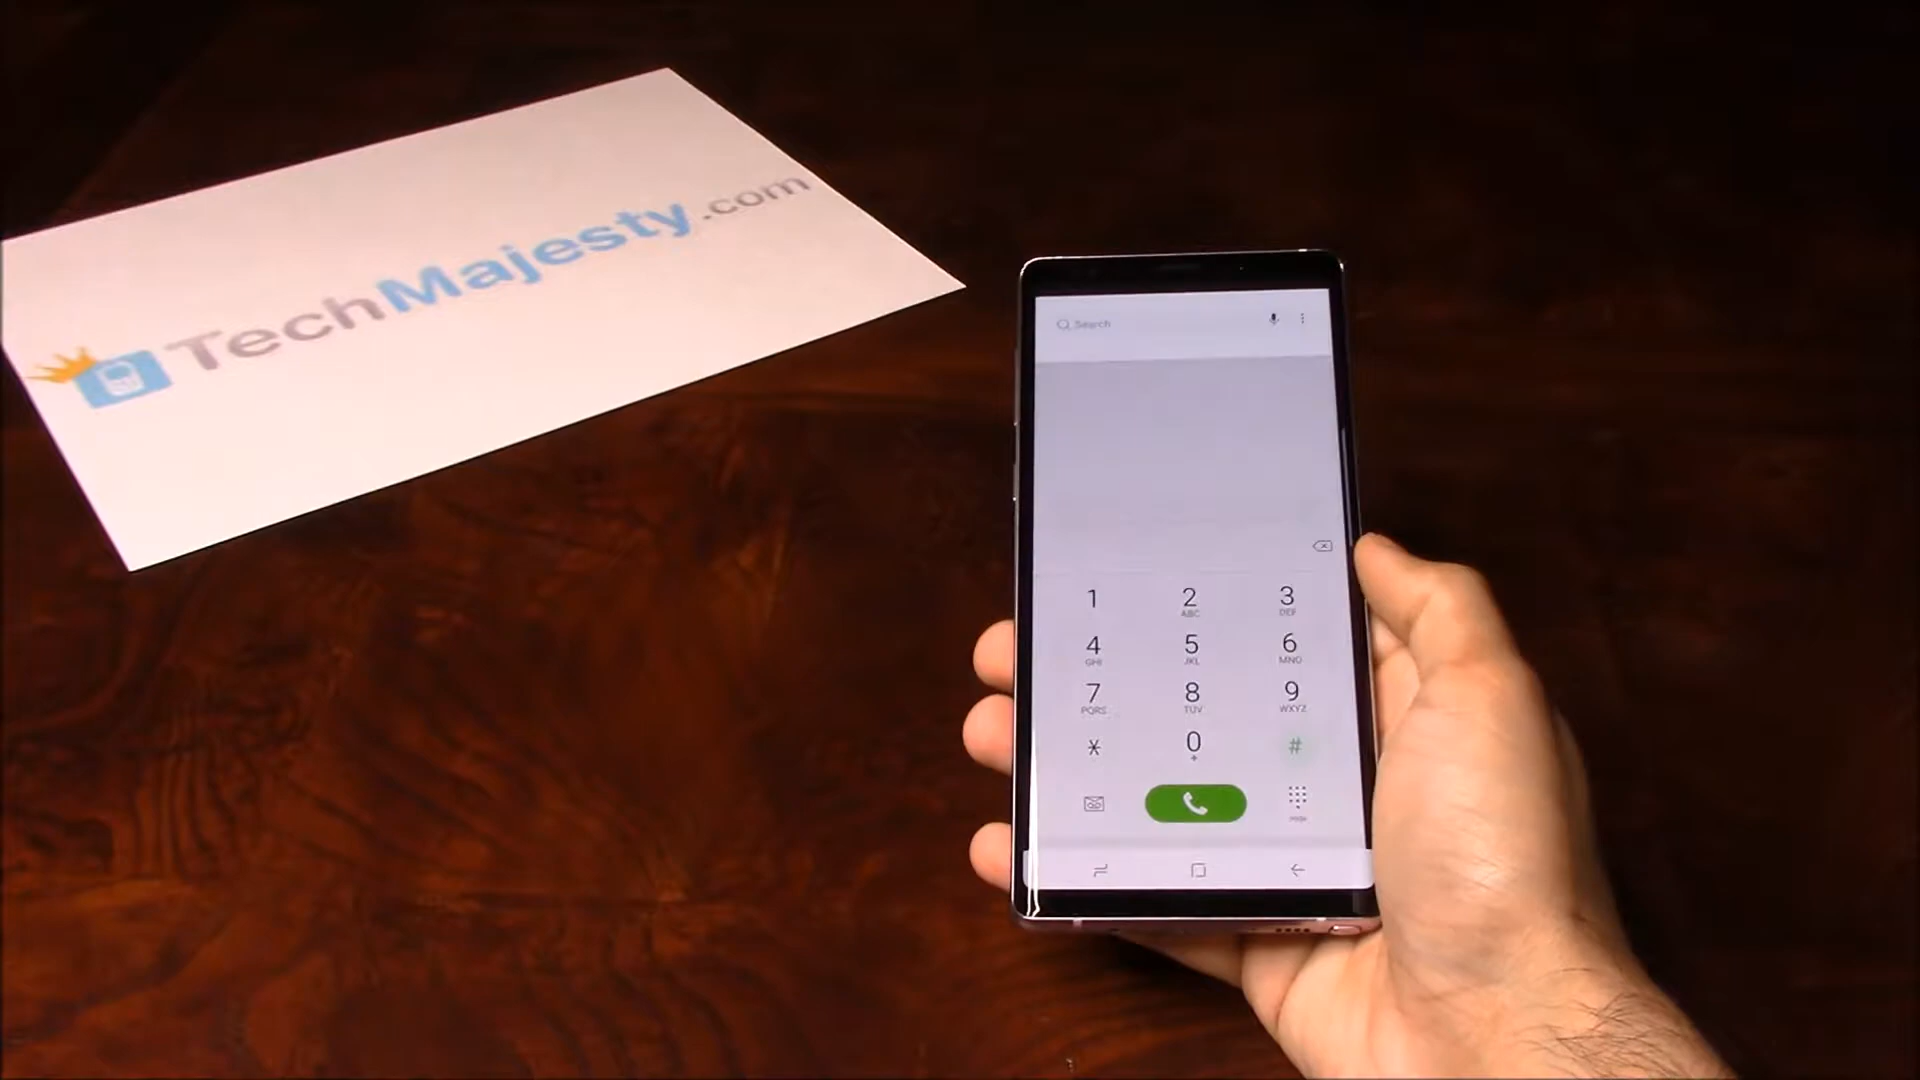 TechMajesty.com
Search
1 2 3
ABC DEF
4 5 6
GHI JKL MNO
7 8 9
PQRS TUV WXYZ
* 0 #
+